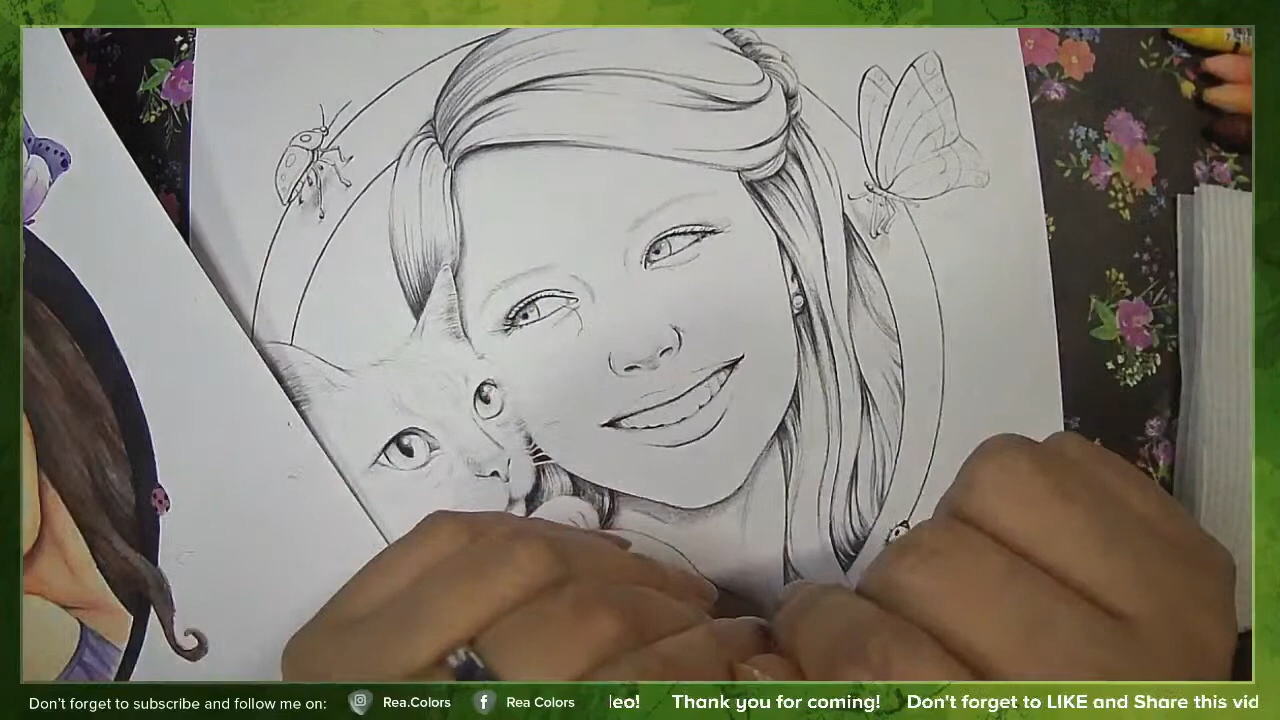 Don't forget to subscribe and follow me on: Rea.Colors Rea Colors leo! Thank you for coming! Don't forget to LIKE and Share this vid